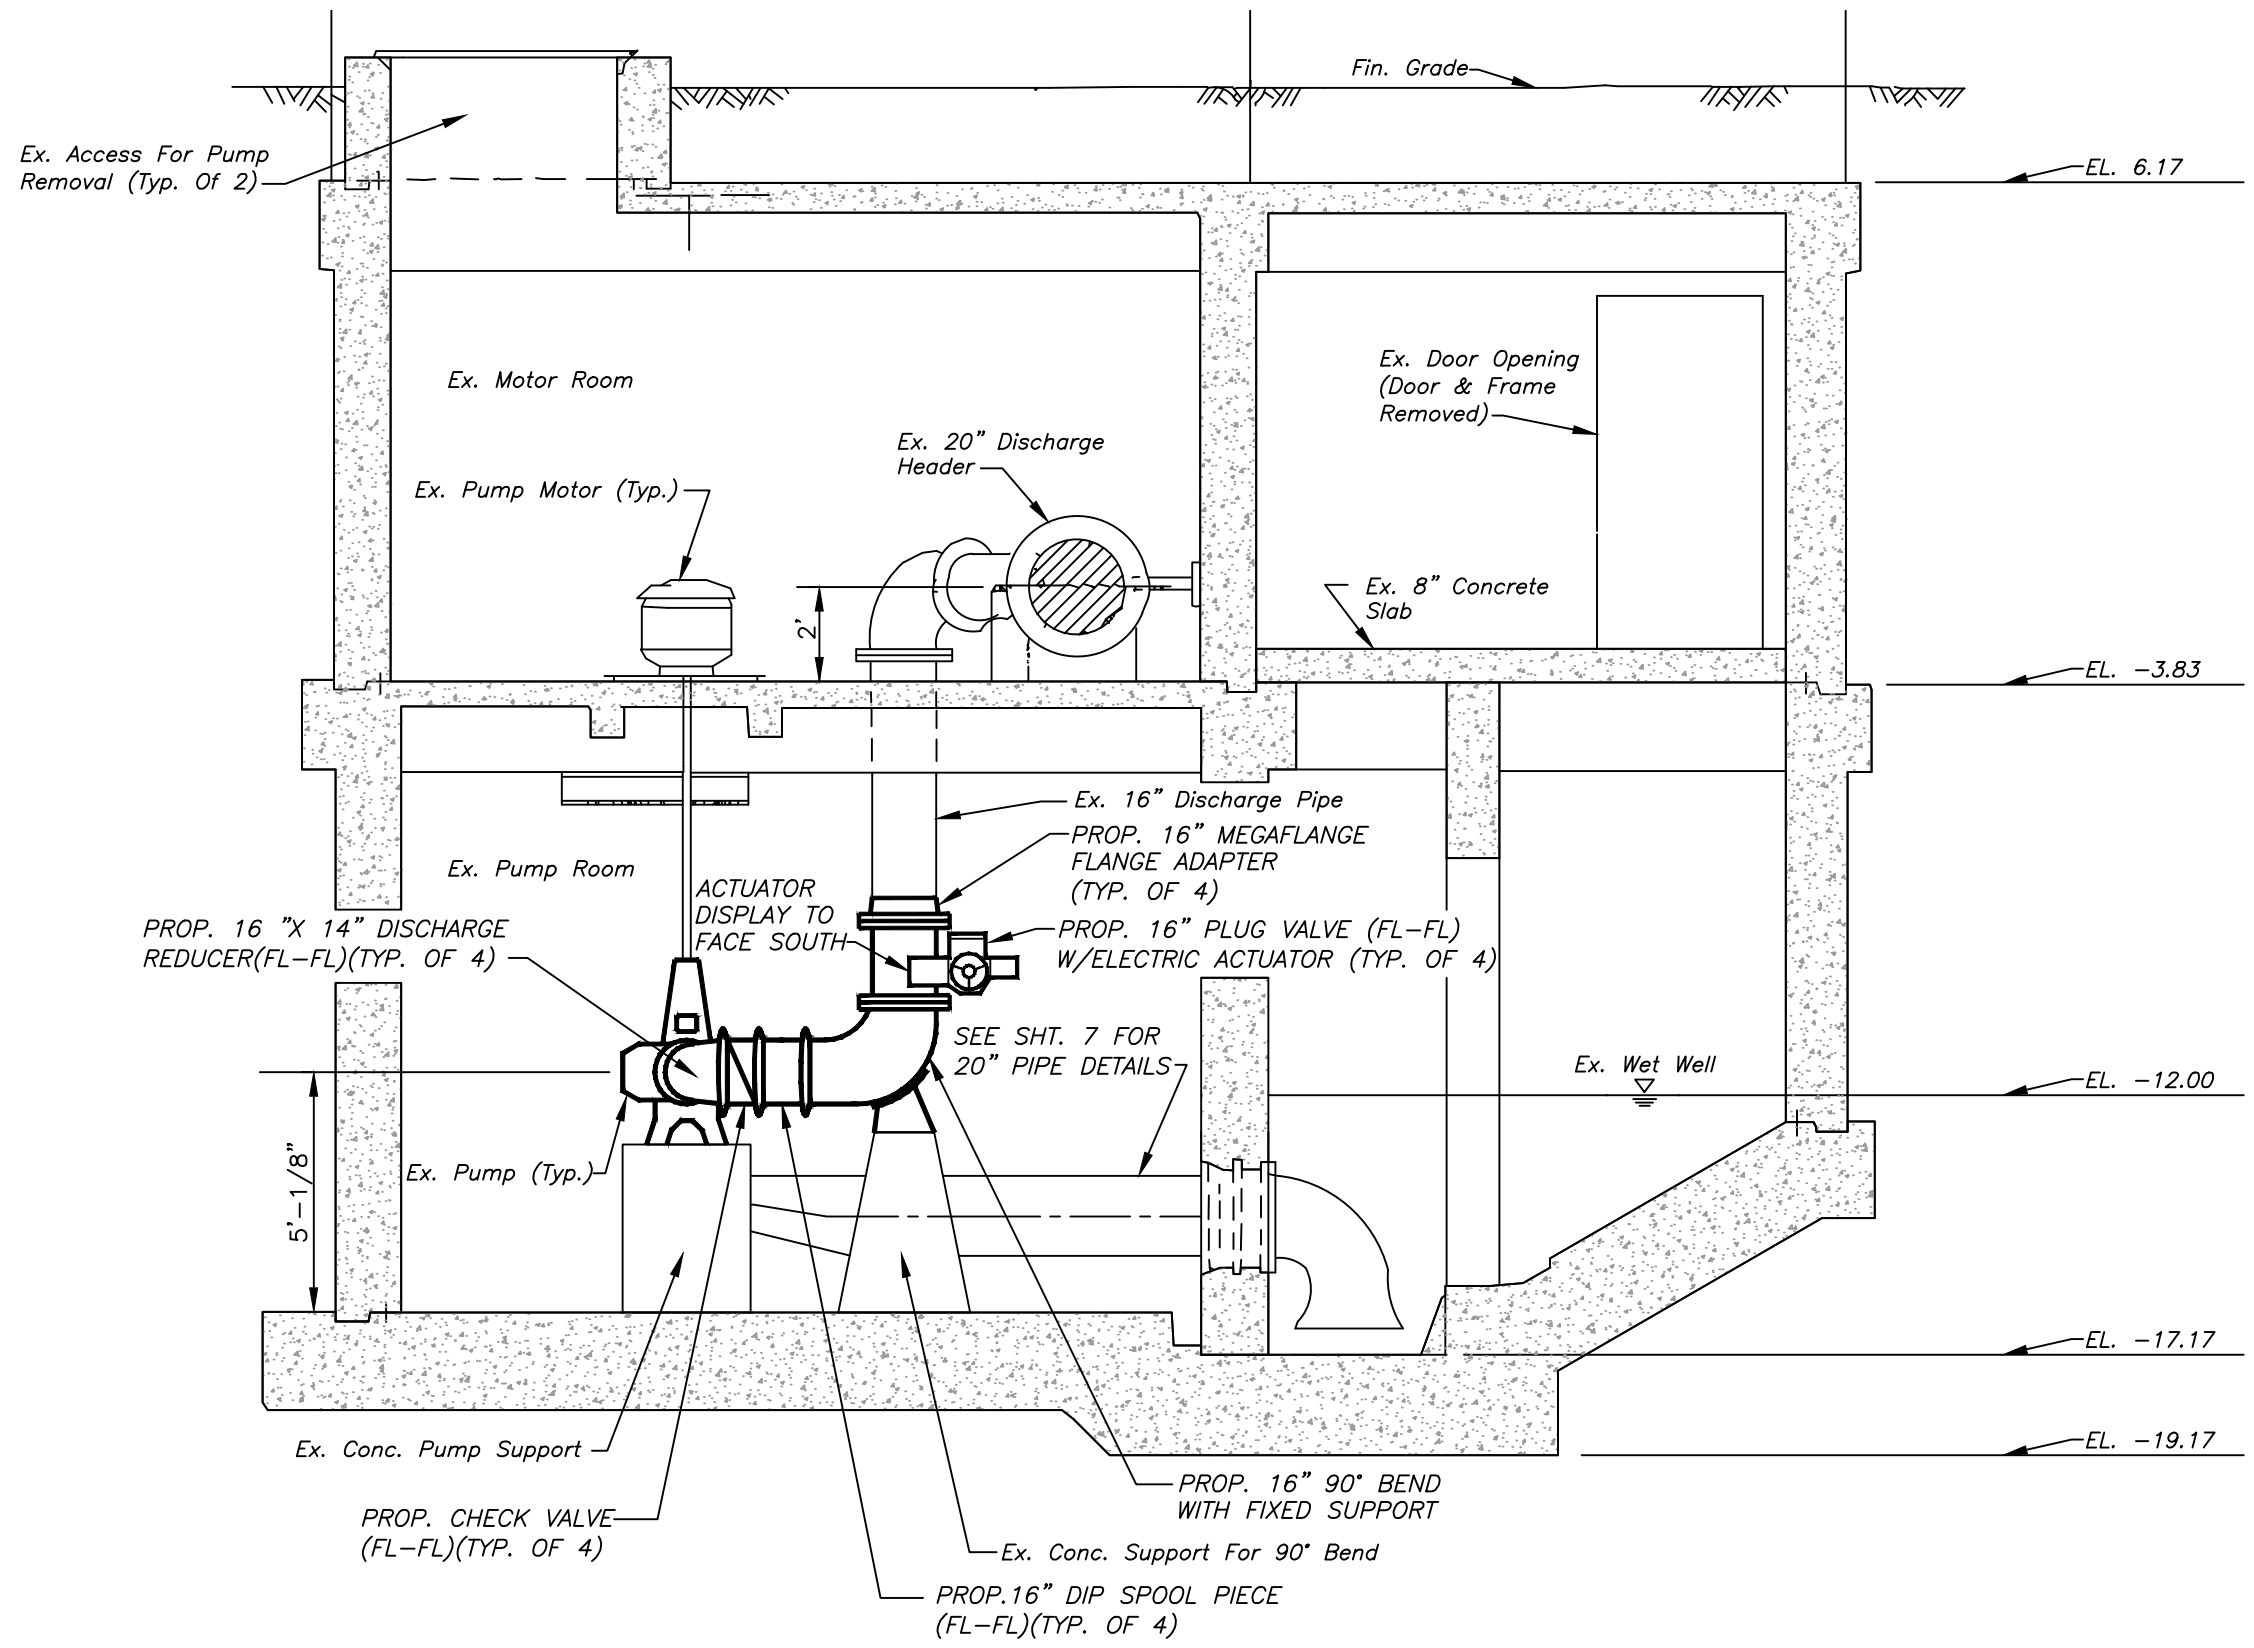 Fin. Grade
Ex. Access For Pump
Removal (Typ. Of 2)
EL. 6.17
Ex. Motor Room
Ex. Door Opening
(Door & Frame
Removed)
Ex. 20" Discharge
Header
Ex. Pump Motor (Typ.)
Ex. 8" Concrete
Slab
2'
EL. -3.83
Ex. 16" Discharge Pipe
PROP. 16" MEGAFLANGE
FLANGE ADAPTER
(TYP. OF 4)
Ex. Pump Room
ACTUATOR
DISPLAY TO
FACE SOUTH
PROP. 16 "X 14" DISCHARGE
REDUCER(FL-FL)(TYP. OF 4)
PROP. 16" PLUG VALVE (FL-FL)
W/ELECTRIC ACTUATOR (TYP. OF 4)
SEE SHT. 7 FOR
20" PIPE DETAILS
Ex. Wet Well
EL. -12.00
5'-1/8"
Ex. Pump (Typ.)
EL. -17.17
EL. -19.17
Ex. Conc. Pump Support
PROP. 16" 90° BEND
WITH FIXED SUPPORT
PROP. CHECK VALVE
(FL-FL)(TYP. OF 4)
Ex. Conc. Support For 90° Bend
PROP.16" DIP SPOOL PIECE
(FL-FL)(TYP. OF 4)